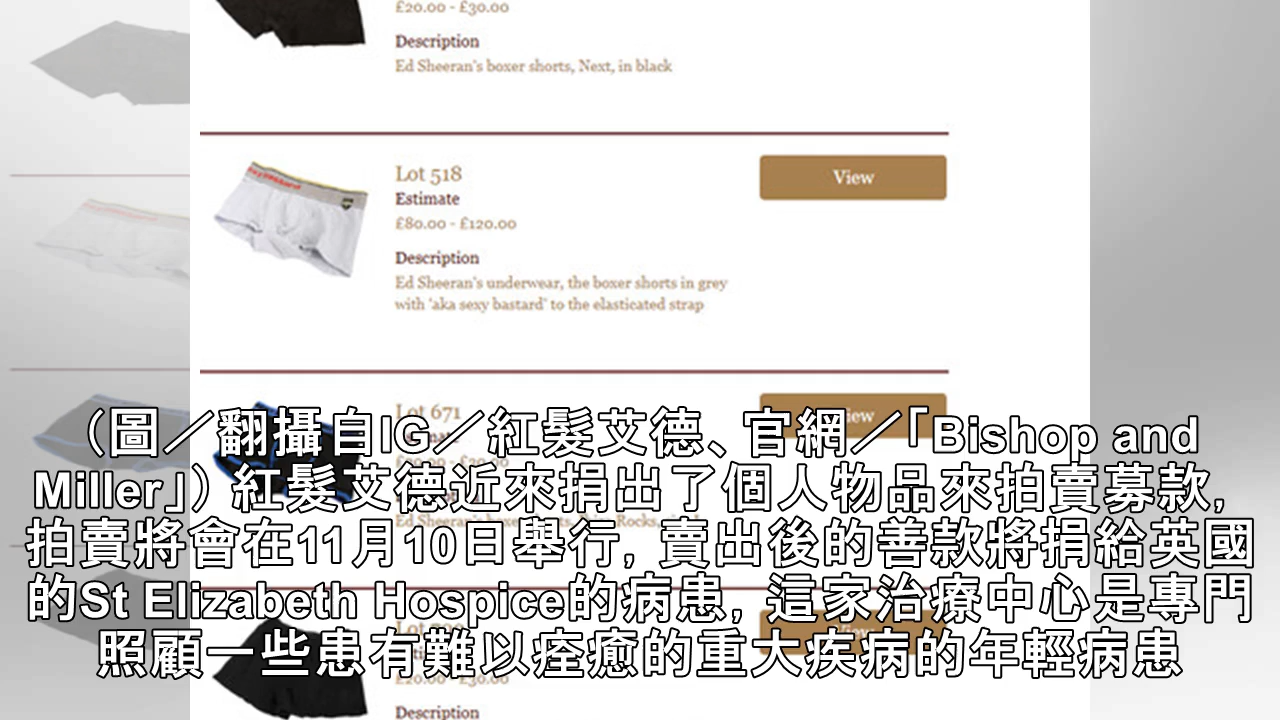 £20.00 - £30.00
Description
Ed Sheeran's boxer shorts, Next, in black
Lot 518
View
Estimate
£80.00 - £120.00
Description
Ed Sheeran's underwear, the boxer shorts in grey
with 'aka sexy bastard' to the elasticated strap
Lot 671
（圖／翻攝自IG／紅髮艾德、官網／「Bishop and
Miller」）紅髮艾德近來捐出了個人物品來拍賣募款,
拍賣將會在11月10日舉行, 賣出後的善款將捐給英國
的St Elizabeth Hospice的病患, 這家治療中心是專門
照顧一些患有難以痊癒的重大疾病的年輕病患
£20.00 - £30.00
Description